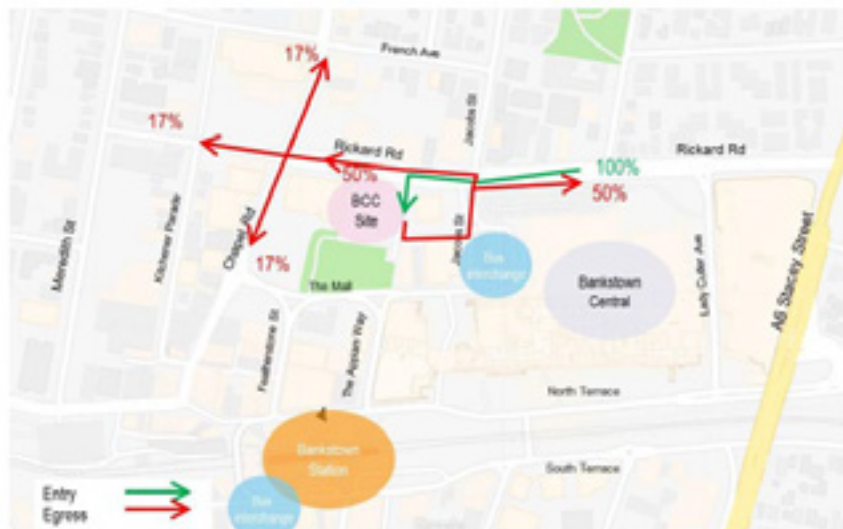 French Ave
17%
17%
Jacobs St
Rickard Rd
Rickard Rd
100%
50%
50%
BCC
Site
Meredith St
Kitchener Parade
Chapel Rd
17%
Jacobs St
Bus
interchange
Bankstown
Central
Lady Cutler Ave
A6 Stacey Street
The Mall
Featherstone St
The Appian Way
North Terrace
Bankstown
Station
South Terrace
Bus
interchange
Entry
Egress